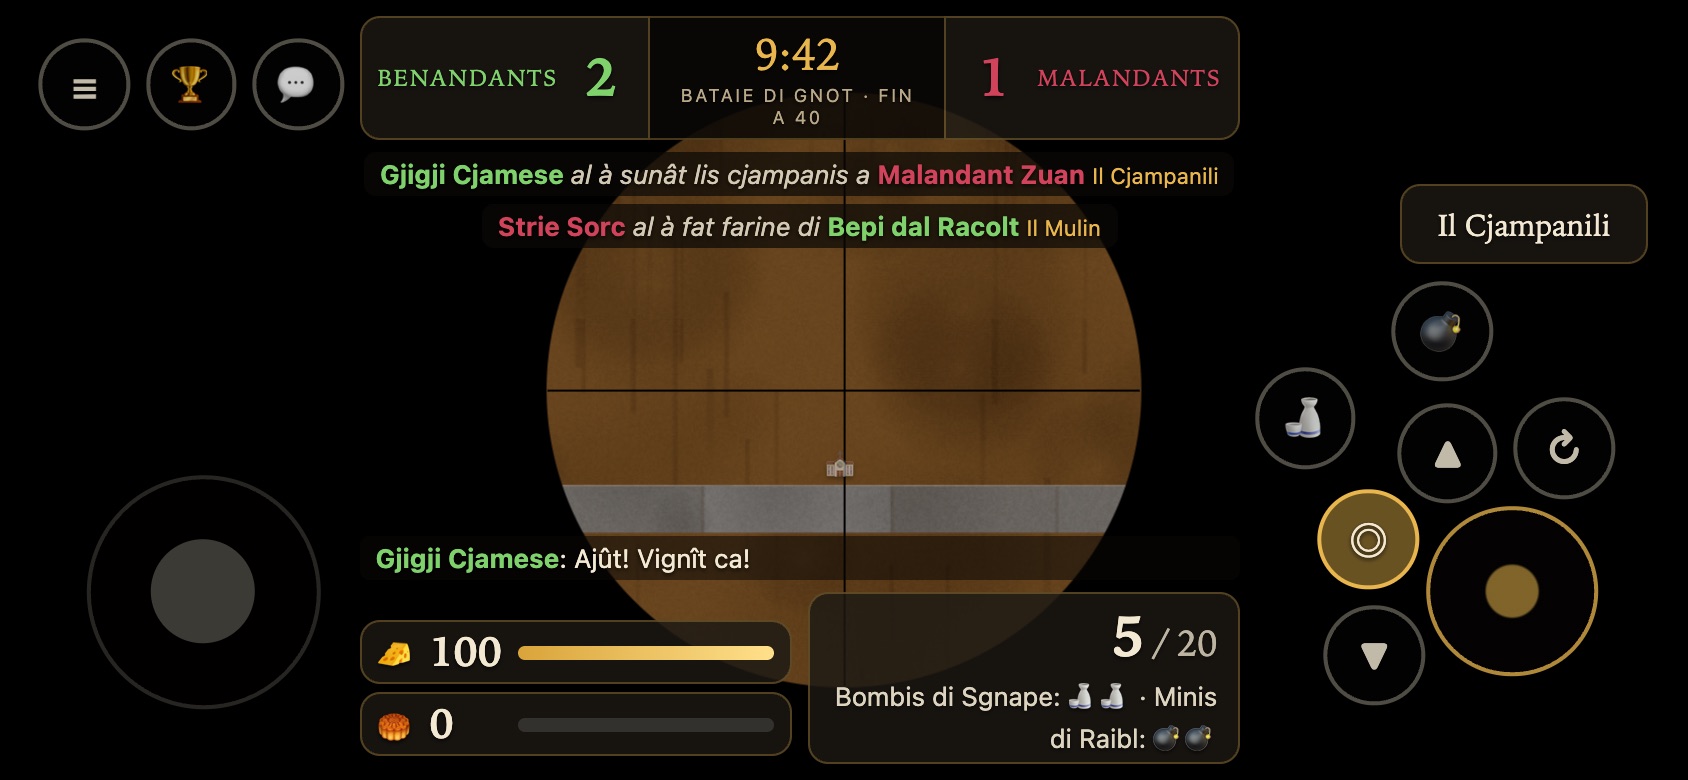 BENANDANTS 2
9:42
BATAIE DI GNOT · FIN
A 40
1 MALANDANTS
Gjigji Cjamese al à sunât lis cjampanis a Malandant Zuan Il Cjampanili
Strie Sorc al à fat farine di Bepi dal Racolt Il Mulin
Il Cjampanili
Gjigji Cjamese: Ajût! Vignît ca!
100
0
5 / 20
Bombis di Sgnape: · Minis
di Raibl: